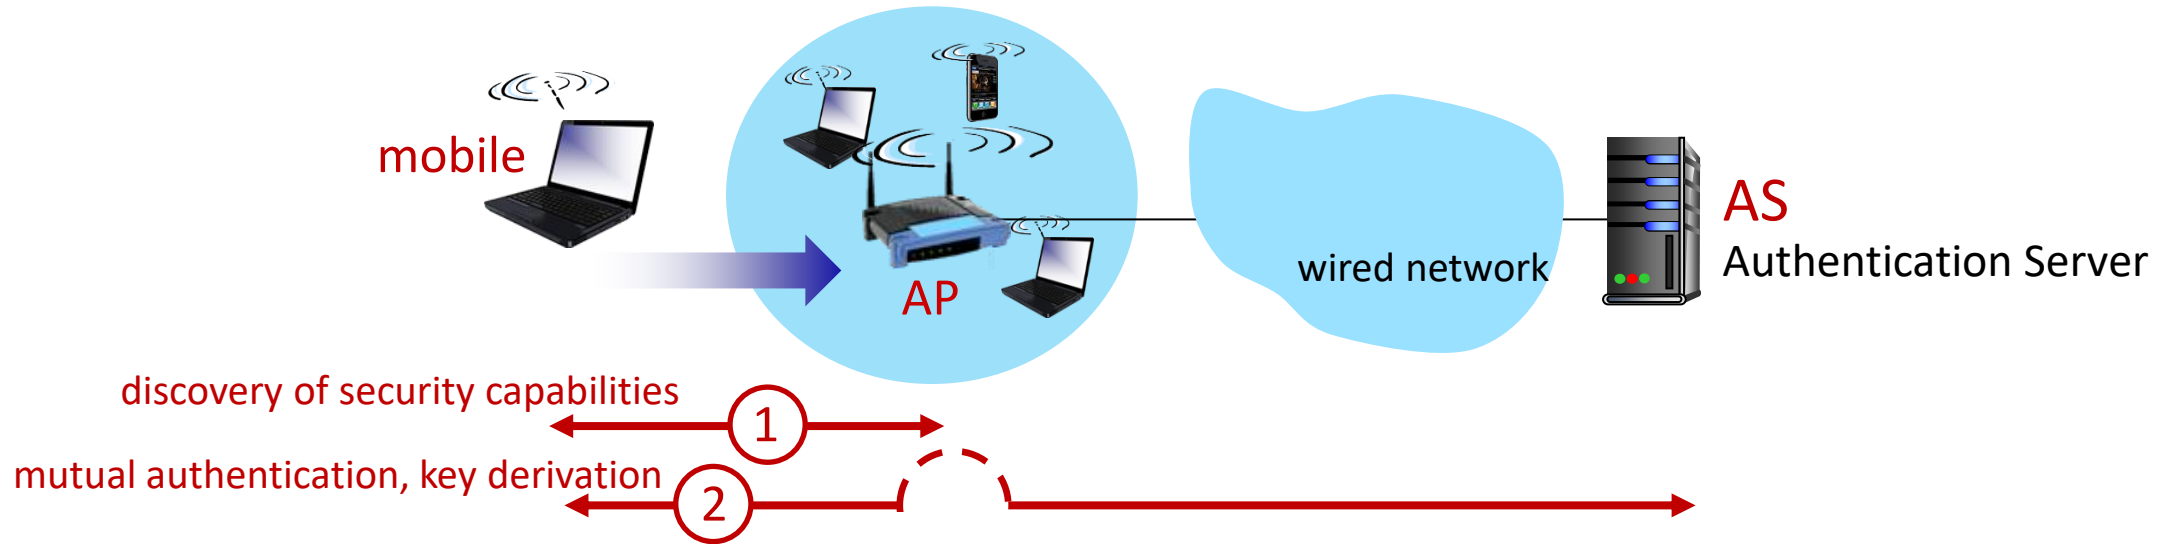 mobile
AP
wired network
AS
Authentication Server
discovery of security capabilities
1
mutual authentication, key derivation
2